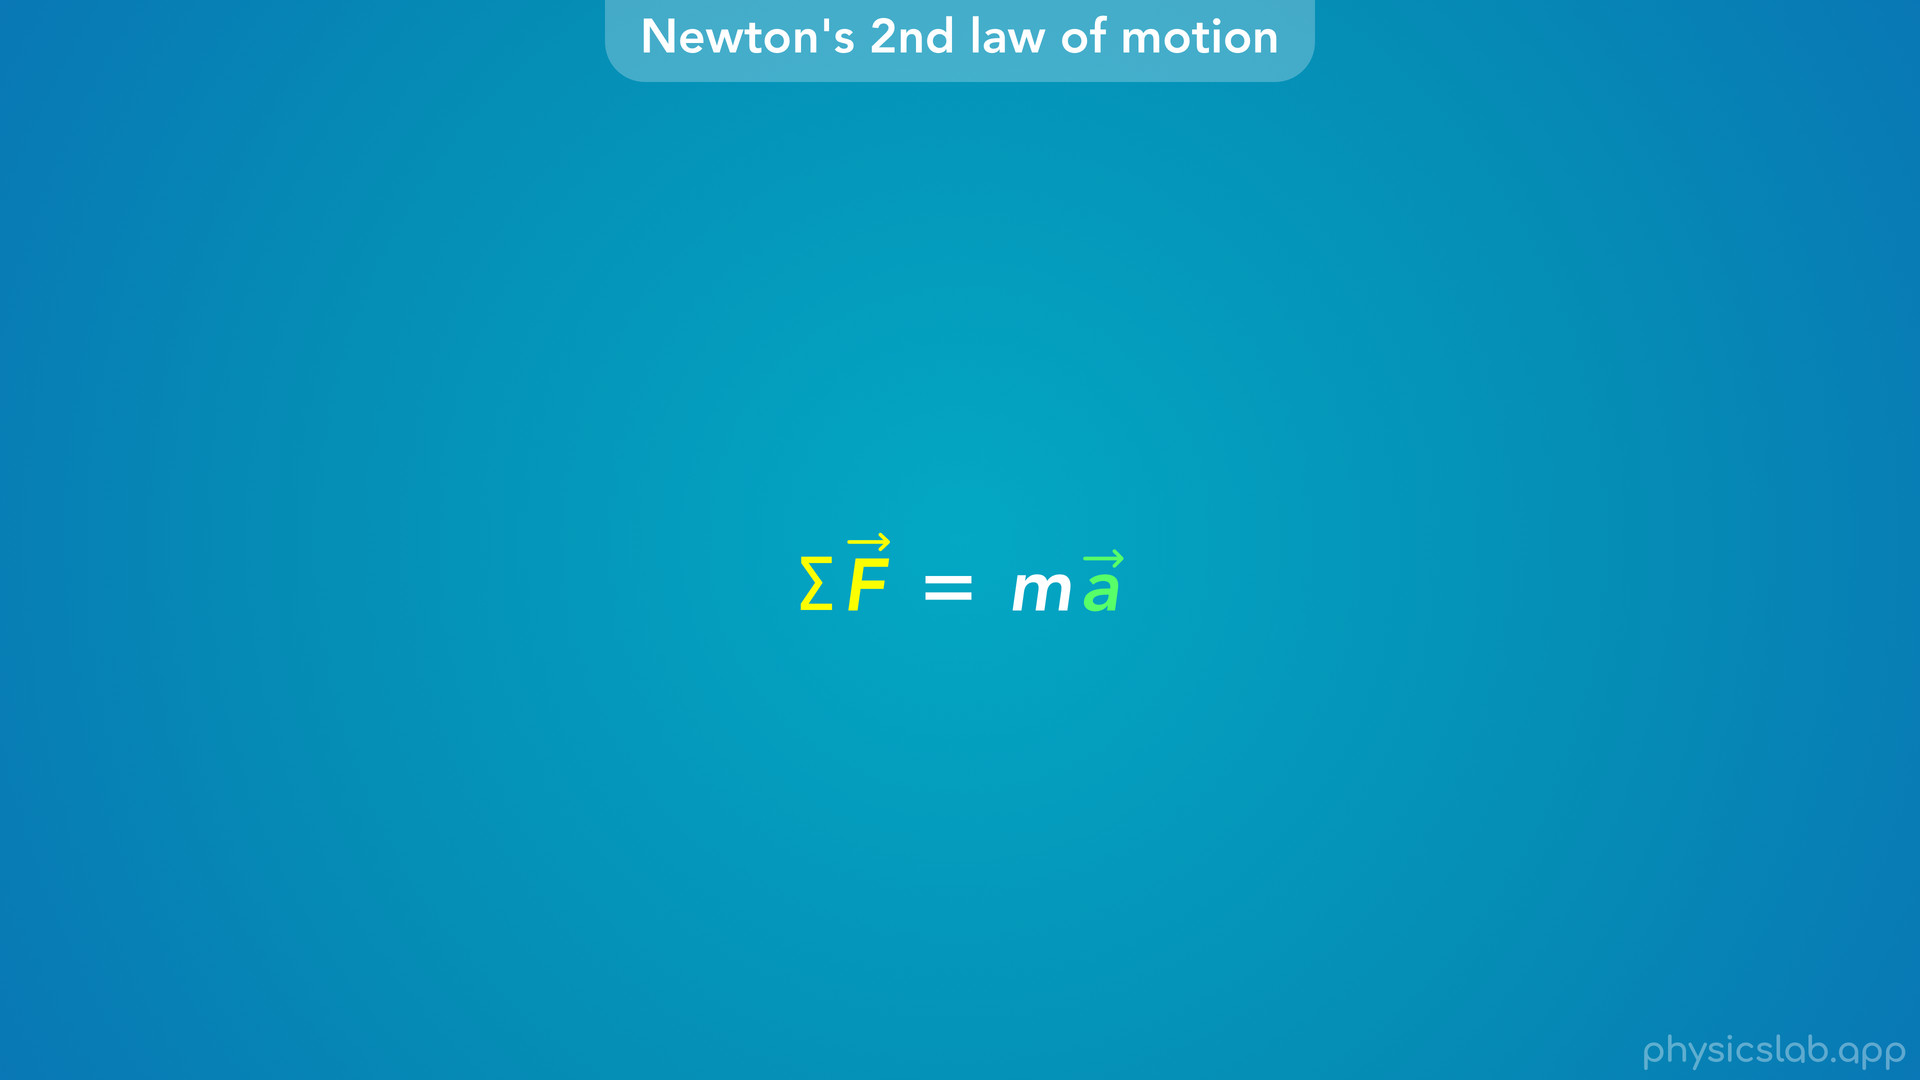 Newton's 2nd law of motion
ΣF⃗ = ma⃗
physicslab.app